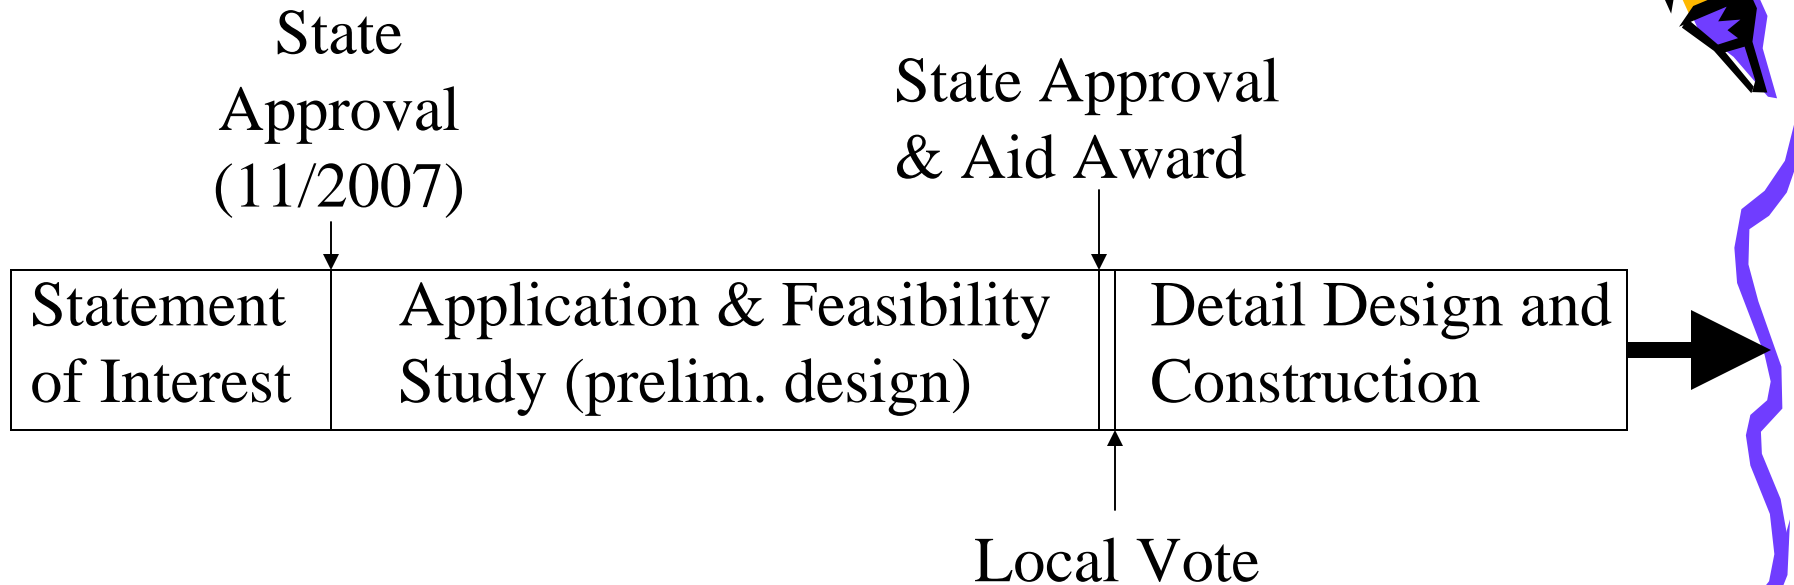 State
Approval
(11/2007)
State Approval
& Aid Award
Statement
of Interest
Application & Feasibility
Study (prelim. design)
Detail Design and
Construction
Local Vote